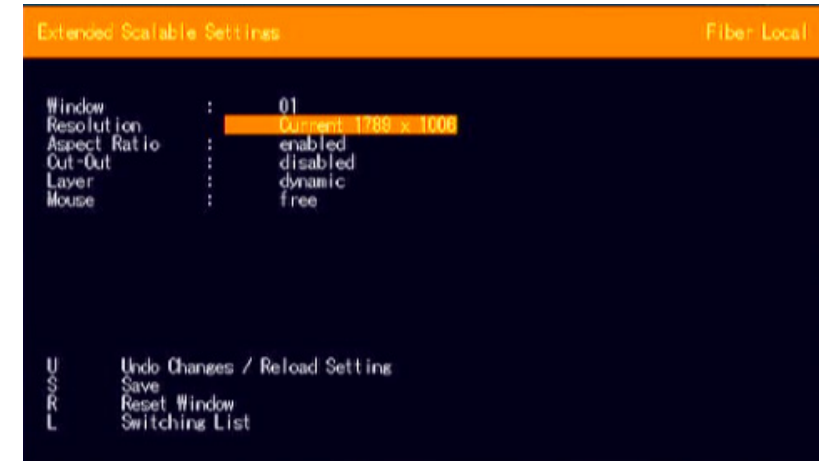 Extended Scalable Settings Fiber Local
Window : 01
Resolution Current 1789 x 1006
Aspect Ratio : enabled
Cut-Out : disabled
Layer : dynamic
Mouse : free
U Undo Changes / Reload Setting
S Save
R Reset Window
L Switching List